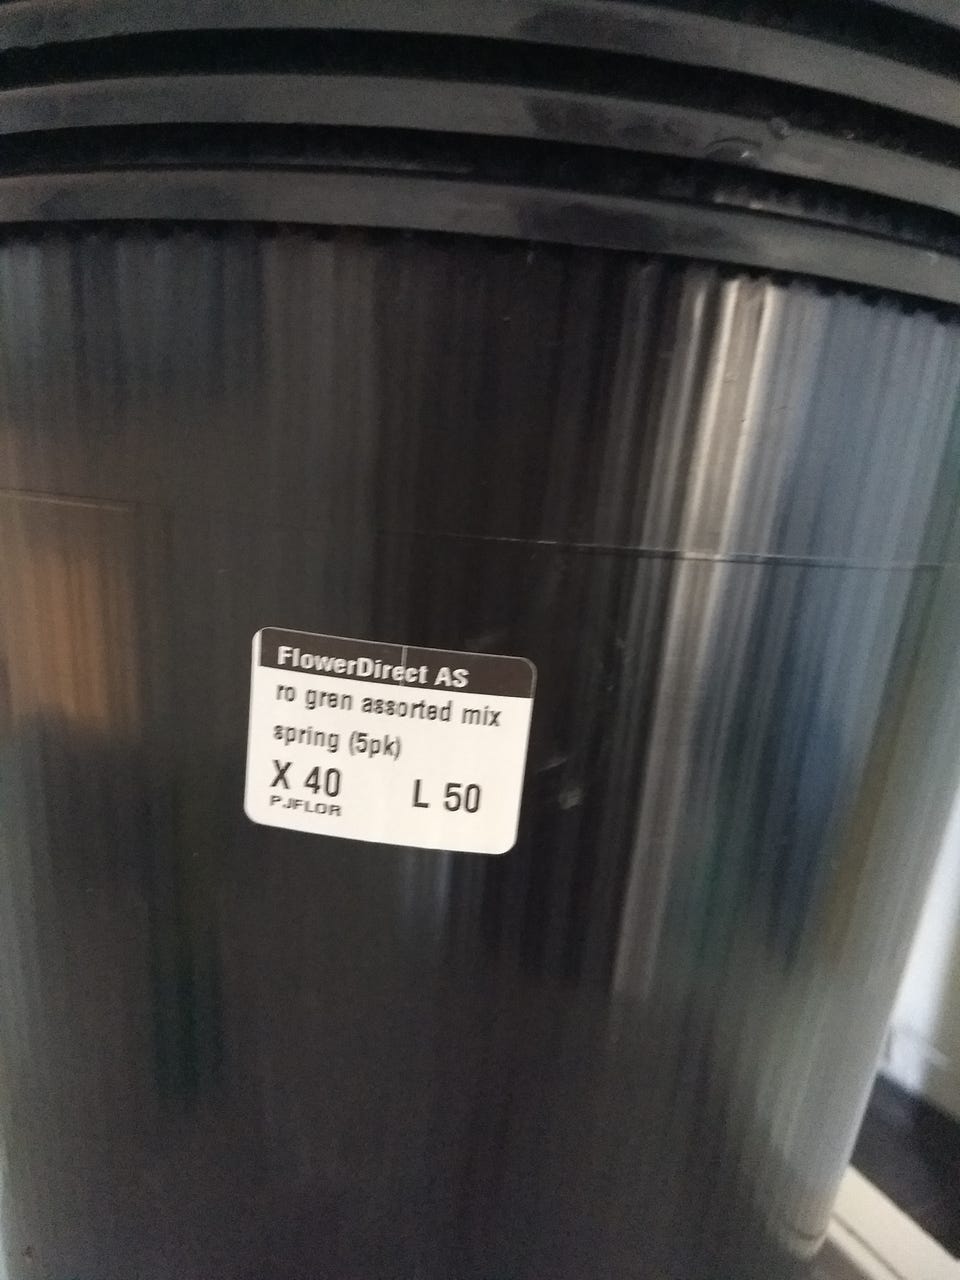 FlowerDirect AS
ro gren assorted mix
spring (5pk)
X 40 L 50
PJFLOR